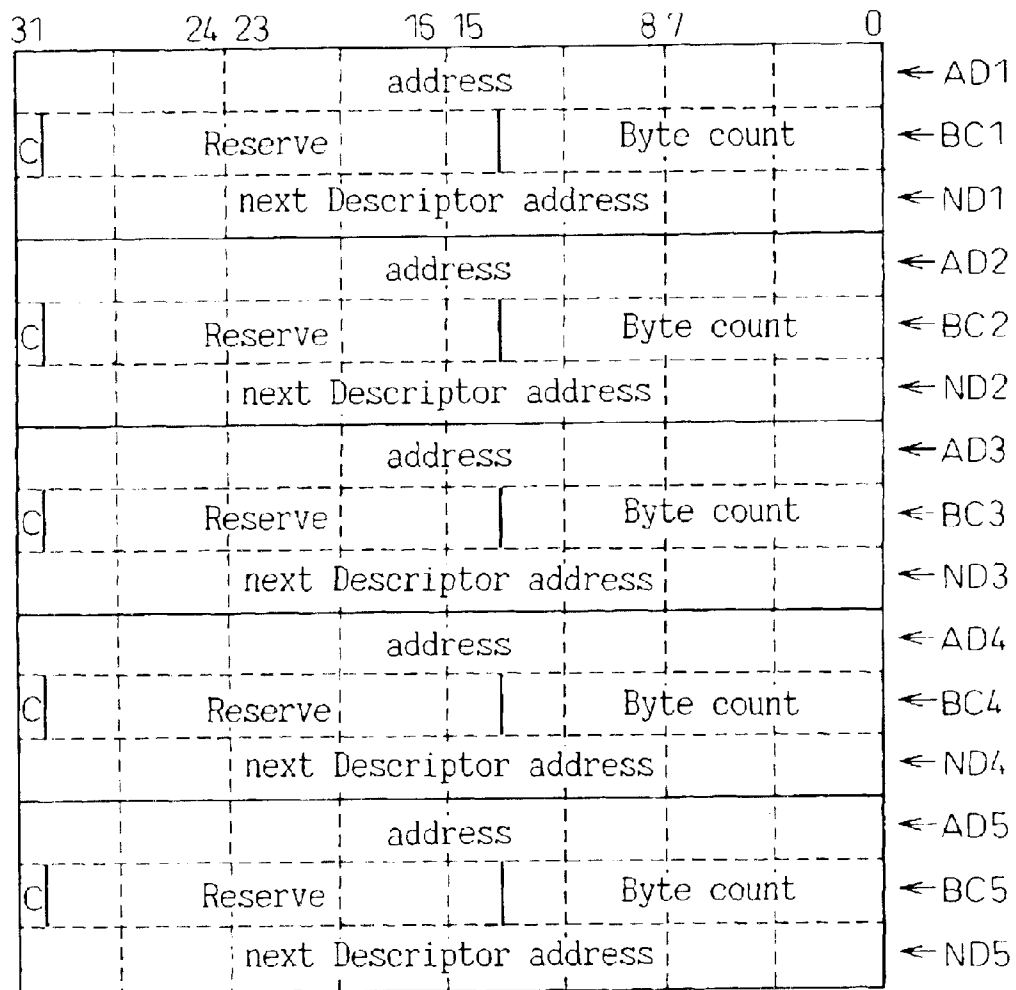 31 24 23 16 15 8 7 0
address ← AD1
C Reserve Byte count ← BC1
next Descriptor address ← ND1
address ← AD2
C Reserve Byte count ← BC2
next Descriptor address ← ND2
address ← AD3
C Reserve Byte count ← BC3
next Descriptor address ← ND3
address ← AD4
C Reserve Byte count ← BC4
next Descriptor address ← ND4
address ← AD5
C Reserve Byte count ← BC5
next Descriptor address ← ND5